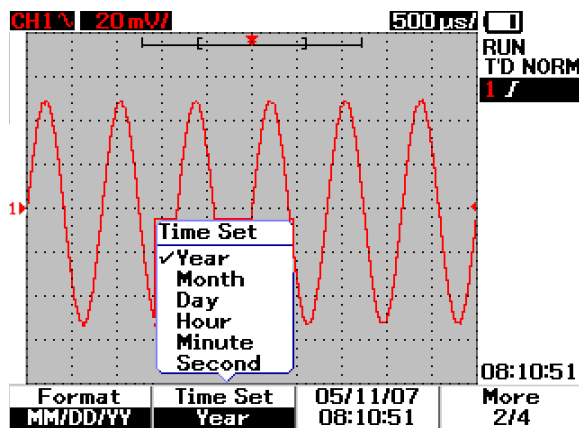 CH1 20 mV/ 500 µs/
RUN
T'D NORM
1
1
Time Set
✓Year
Month
Day
Hour
Minute
Second
08:10:51
Format Time Set 05/11/07 More
MM/DD/YY Year 08:10:51 2/4